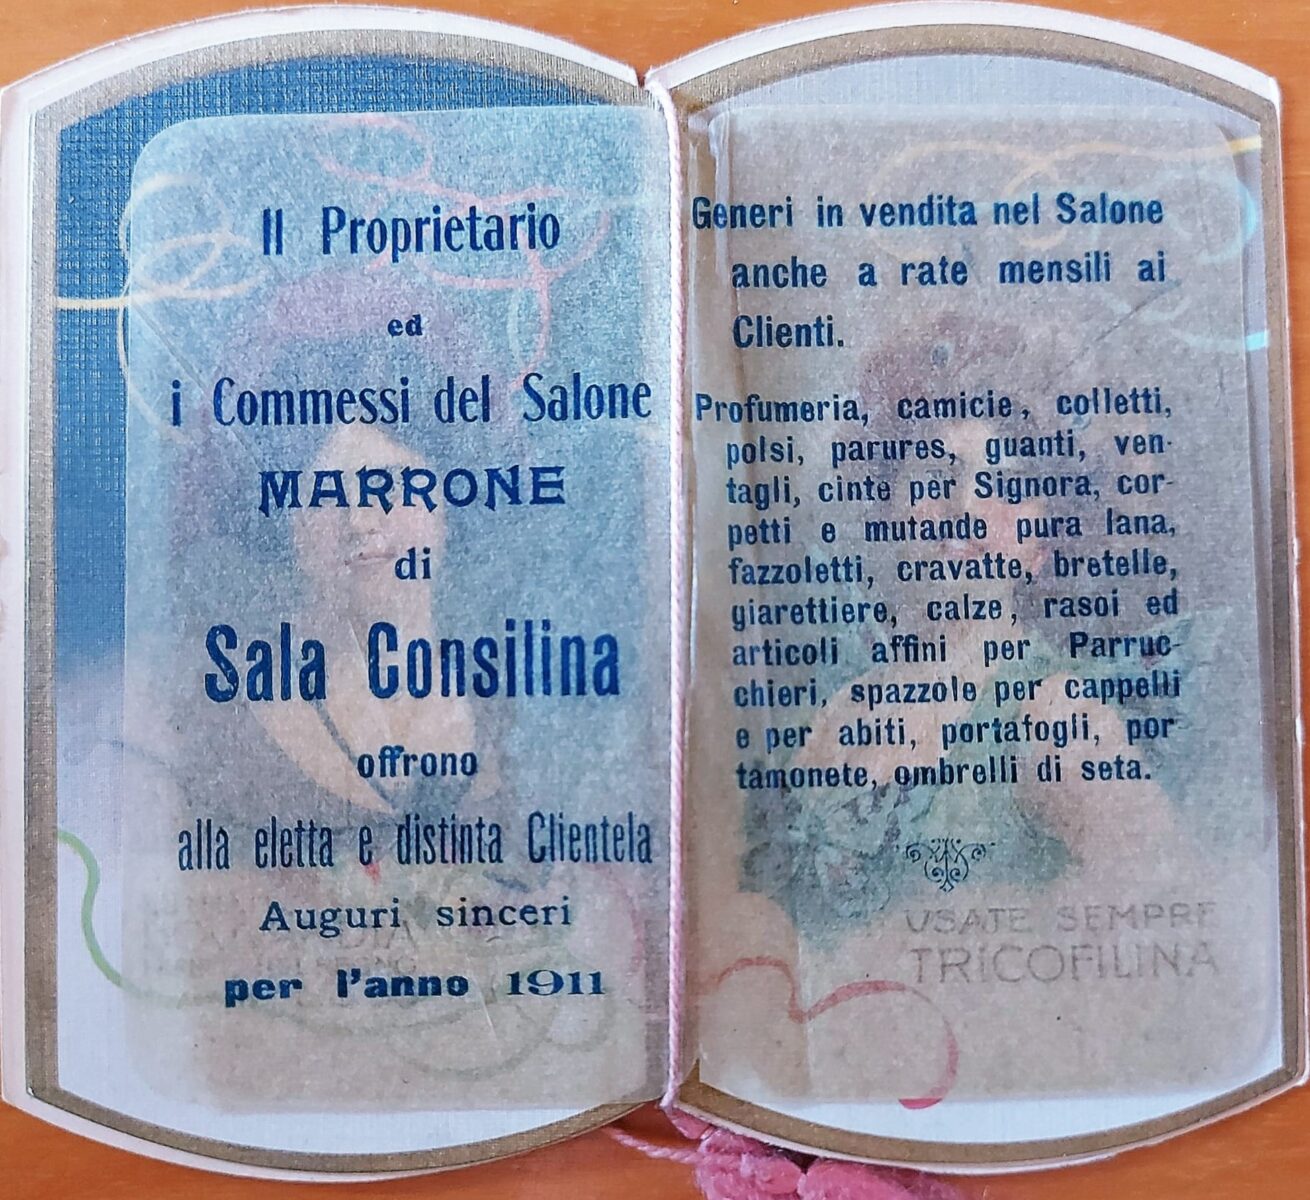 Il Proprietario
ed
i Commessi del Salone
MARRONE
di
Sala Consilina
offrono
alla eletta e distinta Clientela
Auguri sinceri
per l'anno 1911
Generi in vendita nel Salone
anche a rate mensili ai
Clienti.
Profumeria, camicie, colletti,
polsi, parures, guanti, ven-
tagli, cinte per Signora, cor-
petti e mutande pura lana,
fazzoletti, cravatte, bretelle,
giarettiere, calze, rasoi ed
articoli affini per Parruc-
chieri, spazzole per cappelli
e per abiti, portafogli, por
tamonete, ombrelli di seta.
USATE SEMPRE
TRICOFILINA